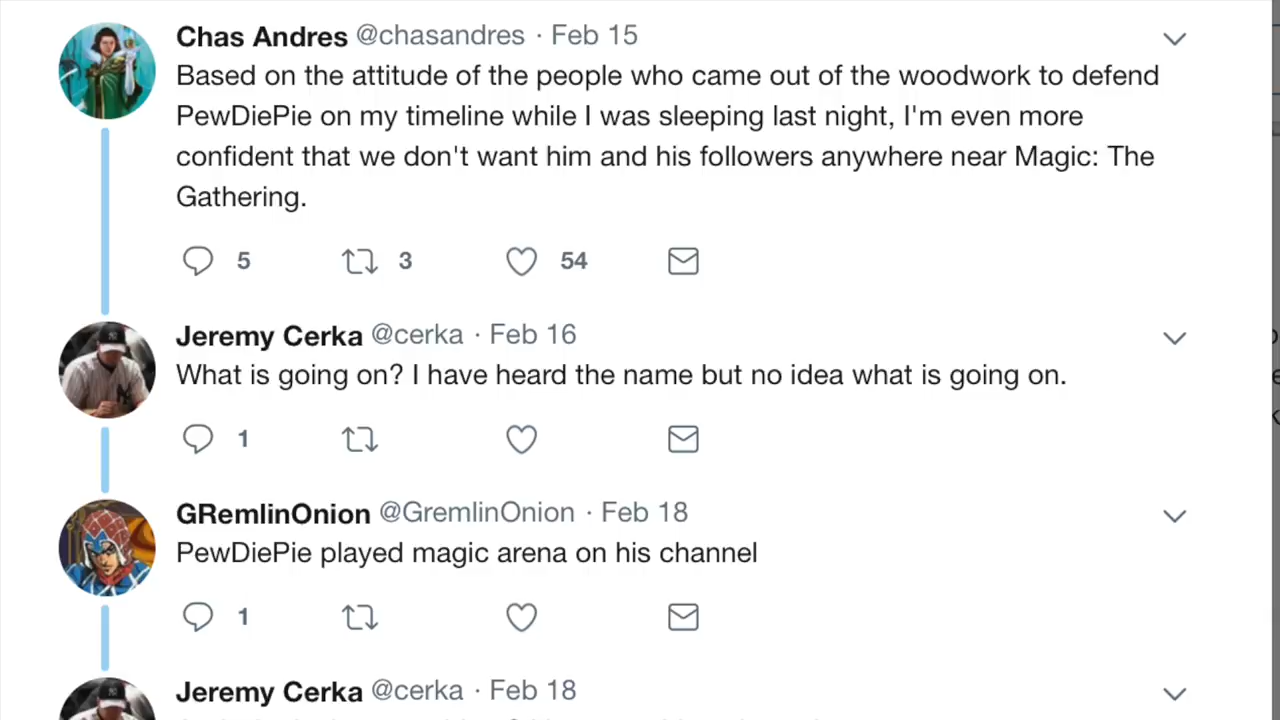 Chas Andres @chasandres · Feb 15
Based on the attitude of the people who came out of the woodwork to defend
PewDiePie on my timeline while I was sleeping last night, I'm even more
confident that we don't want him and his followers anywhere near Magic: The
Gathering.
5 3 54
Jeremy Cerka @cerka · Feb 16
What is going on? I have heard the name but no idea what is going on.
1
GRemlinOnion @GremlinOnion · Feb 18
PewDiePie played magic arena on his channel
1
Jeremy Cerka @cerka · Feb 18